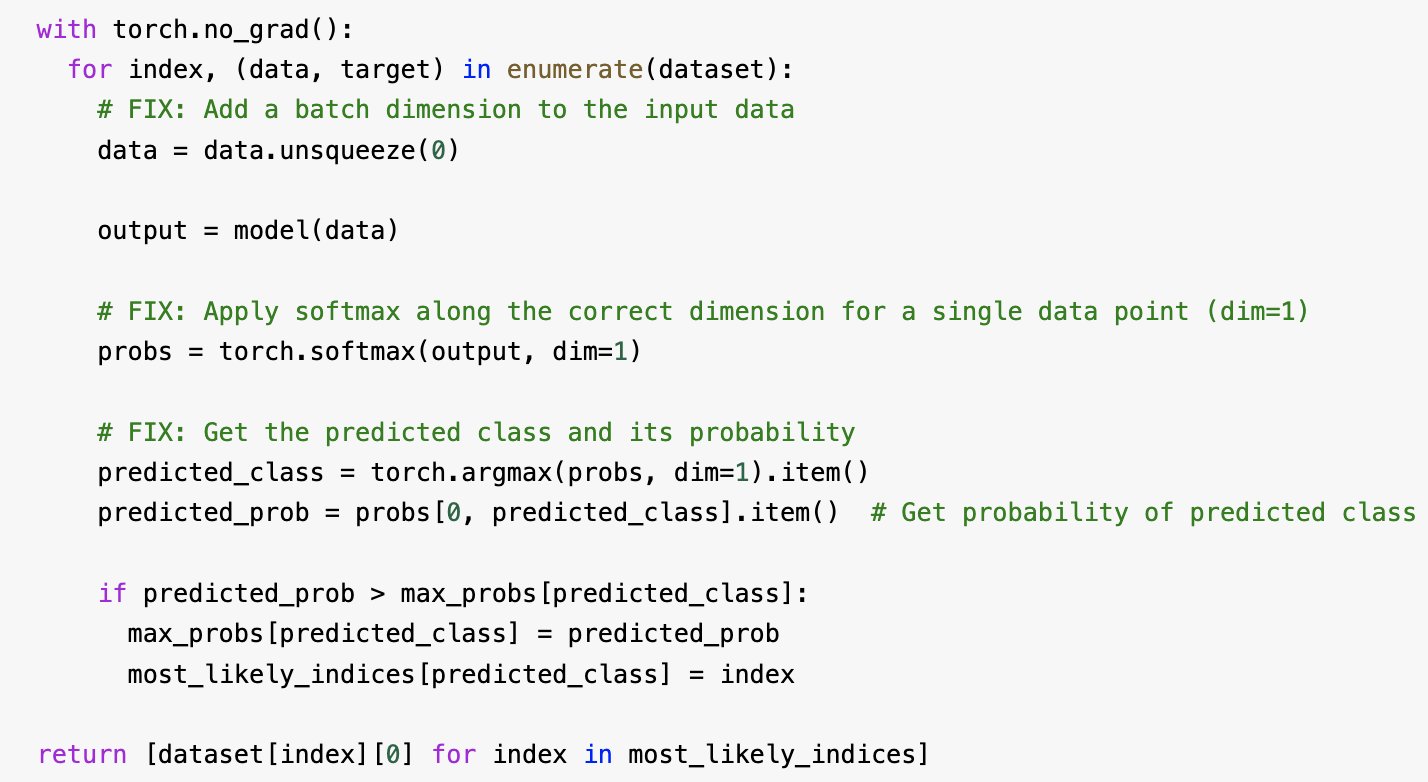 with torch.no_grad():
for index, (data, target) in enumerate(dataset):
# FIX: Add a batch dimension to the input data
data = data.unsqueeze(0)
output = model(data)
# FIX: Apply softmax along the correct dimension for a single data point (dim=1)
probs = torch.softmax(output, dim=1)
# FIX: Get the predicted class and its probability
predicted_class = torch.argmax(probs, dim=1).item()
predicted_prob = probs[0, predicted_class].item()  # Get probability of predicted class
if predicted_prob > max_probs[predicted_class]:
max_probs[predicted_class] = predicted_prob
most_likely_indices[predicted_class] = index
return [dataset[index][0] for index in most_likely_indices]